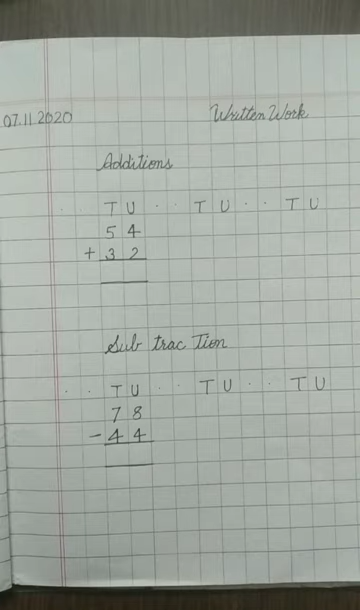 07.11.2020 Written Work
Additions
T U T U T U
5 4
+ 3 2
Sub trac Tion
T U T U T U
7 8
- 4 4